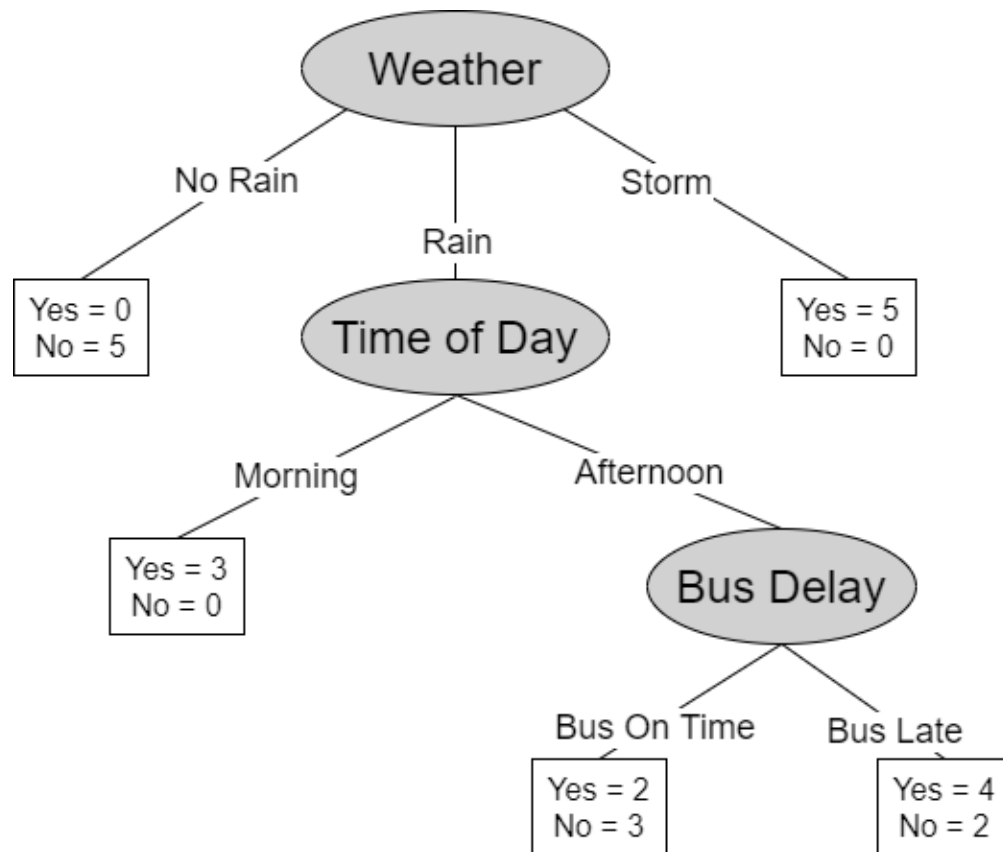 Weather
No Rain
Rain
Storm
Yes = 0
No = 5
Time of Day
Yes = 5
No = 0
Morning
Afternoon
Yes = 3
No = 0
Bus Delay
Bus On Time
Bus Late
Yes = 2
No = 3
Yes = 4
No = 2